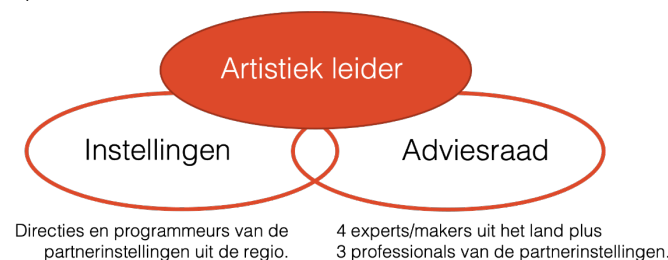 Artistiek leider
Instellingen
Adviesraad
Directies en programmeurs van de
partnerinstellingen uit de regio.
4 experts/makers uit het land plus
3 professionals van de partnerinstellingen.